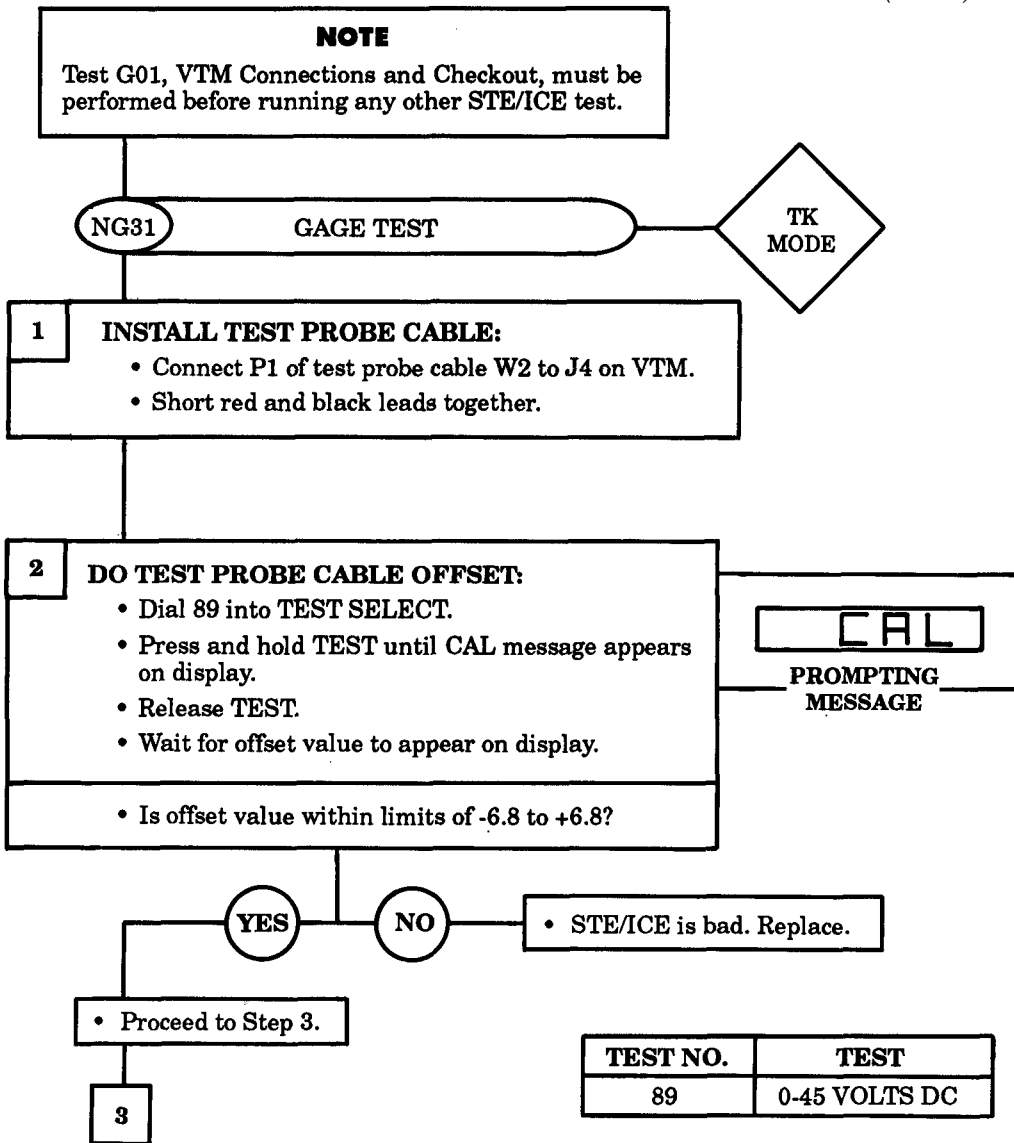 NOTE
Test G01, VTM Connections and Checkout, must be
performed before running any other STE/ICE test.
NG31
GAGE TEST
TK
MODE
1
INSTALL TEST PROBE CABLE:
• Connect P1 of test probe cable W2 to J4 on VTM.
• Short red and black leads together.
2
DO TEST PROBE CABLE OFFSET:
• Dial 89 into TEST SELECT.
• Press and hold TEST until CAL message appears
on display.
• Release TEST.
• Wait for offset value to appear on display.
CAL
PROMPTING
MESSAGE
• Is offset value within limits of -6.8 to +6.8?
YES
NO
• STE/ICE is bad. Replace.
• Proceed to Step 3.
3
TEST NO. TEST
89 0-45 VOLTS DC